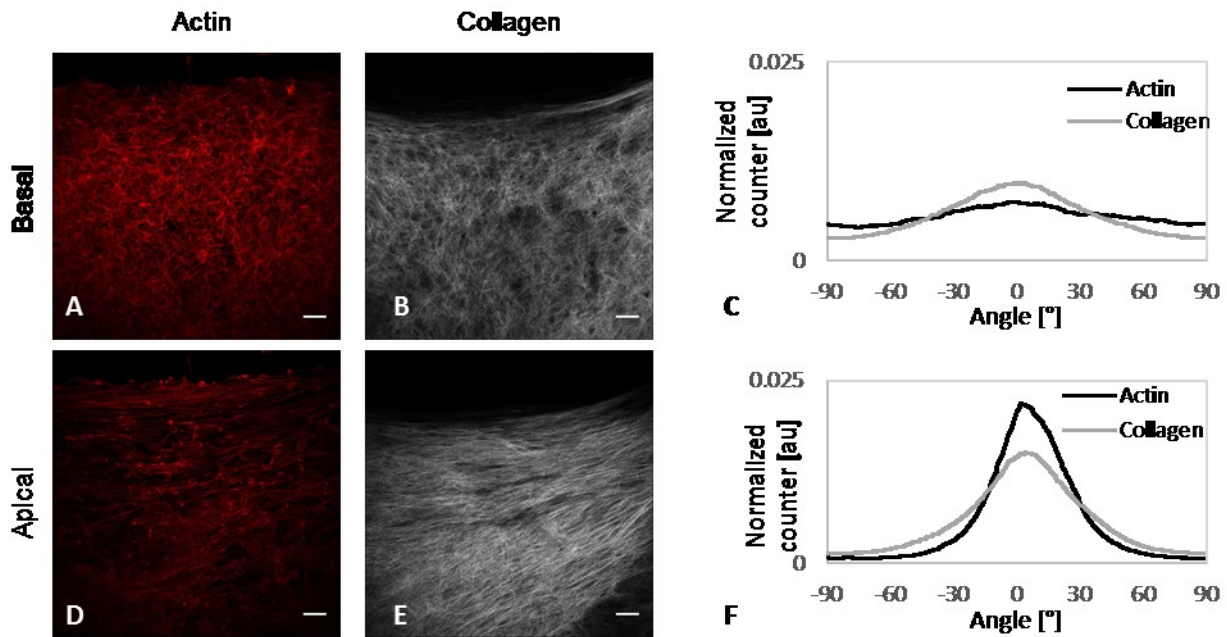 Actin
Collagen
Basal
A
B
0.025
Actin
Collagen
Normalized
counter [au]
0
-90 -60 -30 0 30 60 90
C
Angle [°]
Apical
D
E
0.025
Actin
Collagen
Normalized
counter [au]
0
-90 -60 -30 0 30 60 90
F
Angle [°]